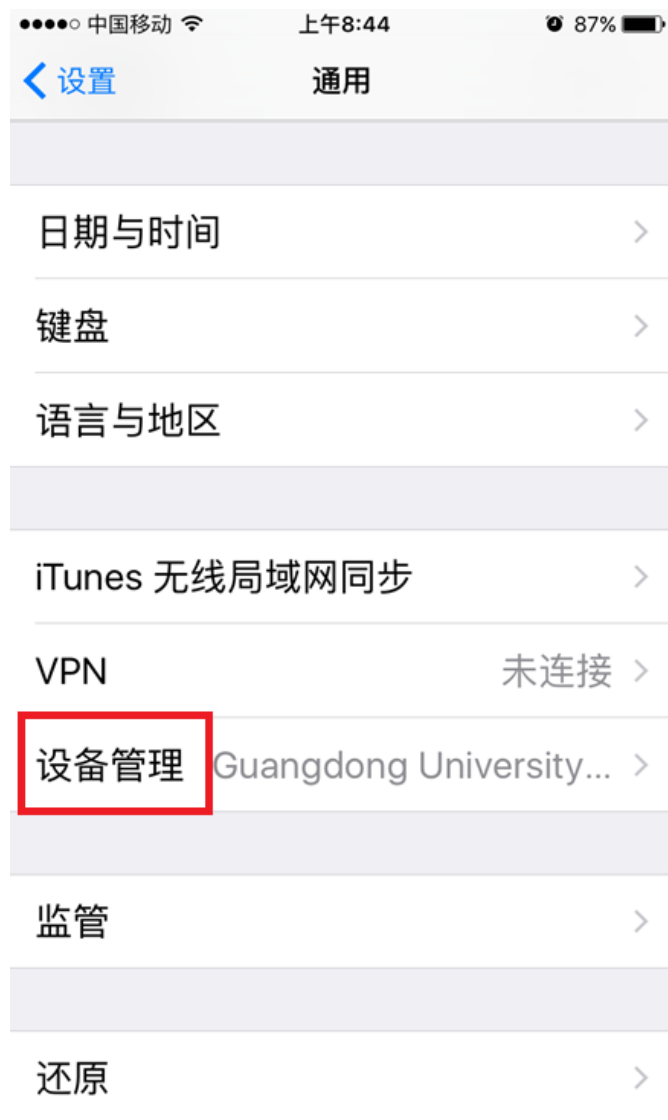 中国移动 上午8:44 87%
设置 通用
日期与时间
键盘
语言与地区
iTunes 无线局域网同步
VPN 未连接
设备管理 Guangdong University...
监管
还原